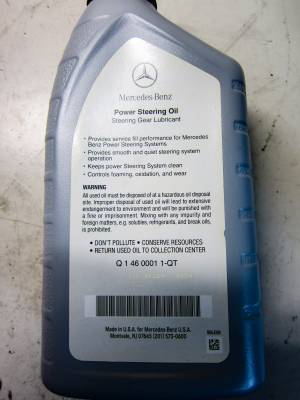 Mercedes-Benz
Power Steering Oil
Steering Gear Lubricant
• Provides service fill performance for Mercedes
Benz Power Steering Systems
• Provides smooth and quiet steering system
operation
• Keeps power Steering System clean
• Controls foaming, oxidation, and wear
WARNING
All used oil must be disposed of at a hazardous oil disposal
site. Improper disposal of used oil will lead to extensive
endangerment to environment and will be punished with
a fine or imprisonment. Mixing with any impurity and
foreign matters, e.g. solutes, refrigerants, and break oils,
is prohibited.
• DON'T POLLUTE • CONSERVE RESOURCES
• RETURN USED OIL TO COLLECTION CENTER
Q 1 46 0001 1-QT
Made in U.S.A. for Mercedes-Benz U.S.A.
Montvale, NJ 07645 (201) 573-0600